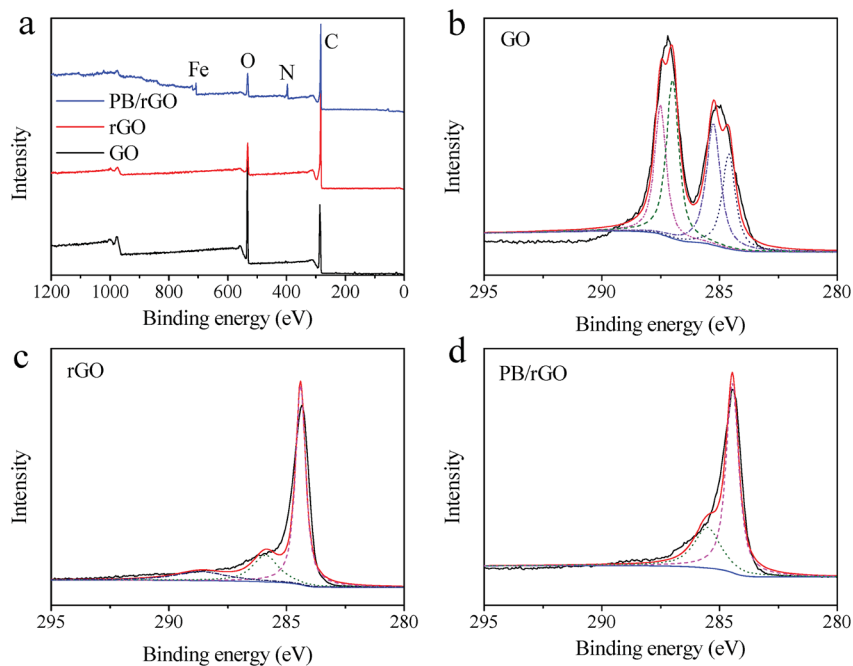 a
Fe
O
N
C
PB/rGO
rGO
GO
Intensity
1200 1000 800 600 400 200 0
Binding energy (eV)
b
GO
Intensity
295 290 285 280
Binding energy (eV)
c
rGO
Intensity
295 290 285 280
Binding energy (eV)
d
PB/rGO
Intensity
295 290 285 280
Binding energy (eV)